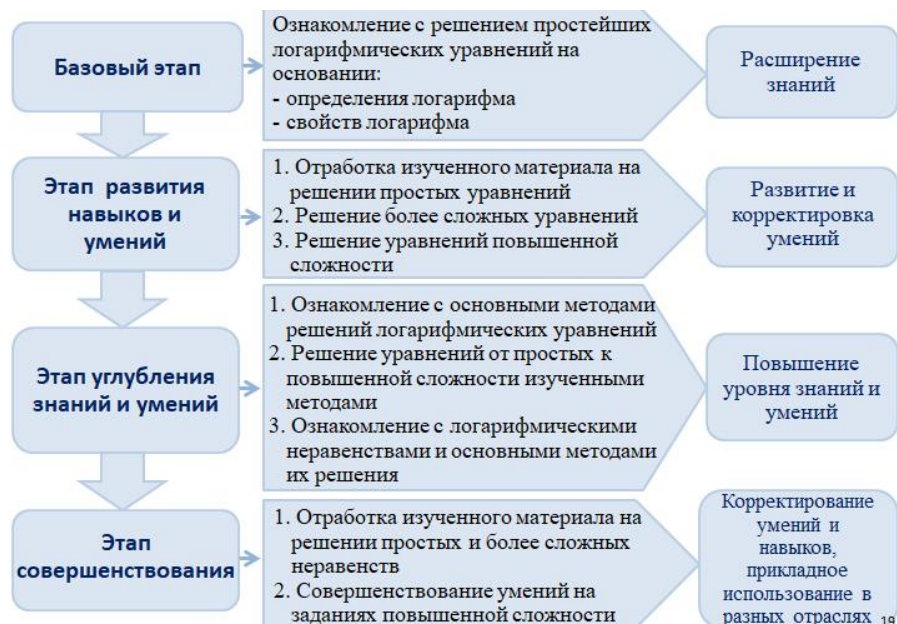 Базовый этап
Ознакомление с решением простейших
логарифмических уравнений на
основании:
- определения логарифма
- свойств логарифма
Расширение
знаний
Этап развития
навыков и
умений
1. Отработка изученного материала на
решении простых уравнений
2. Решение более сложных уравнений
3. Решение уравнений повышенной
сложности
Развитие и
корректировка
умений
Этап углубления
знаний и умений
1. Ознакомление с основными методами
решений логарифмических уравнений
2. Решение уравнений от простых к
повышенной сложности изученными
методами
3. Ознакомление с логарифмическими
неравенствами и основными методами
их решения
Повышение
уровня знаний и
умений
Этап
совершенствования
1. Отработка изученного материала на
решении простых и более сложных
неравенств
2. Совершенствование умений на
заданиях повышенной сложности
Корректирование
умений и
навыков,
прикладное
использование в
разных отраслях
19